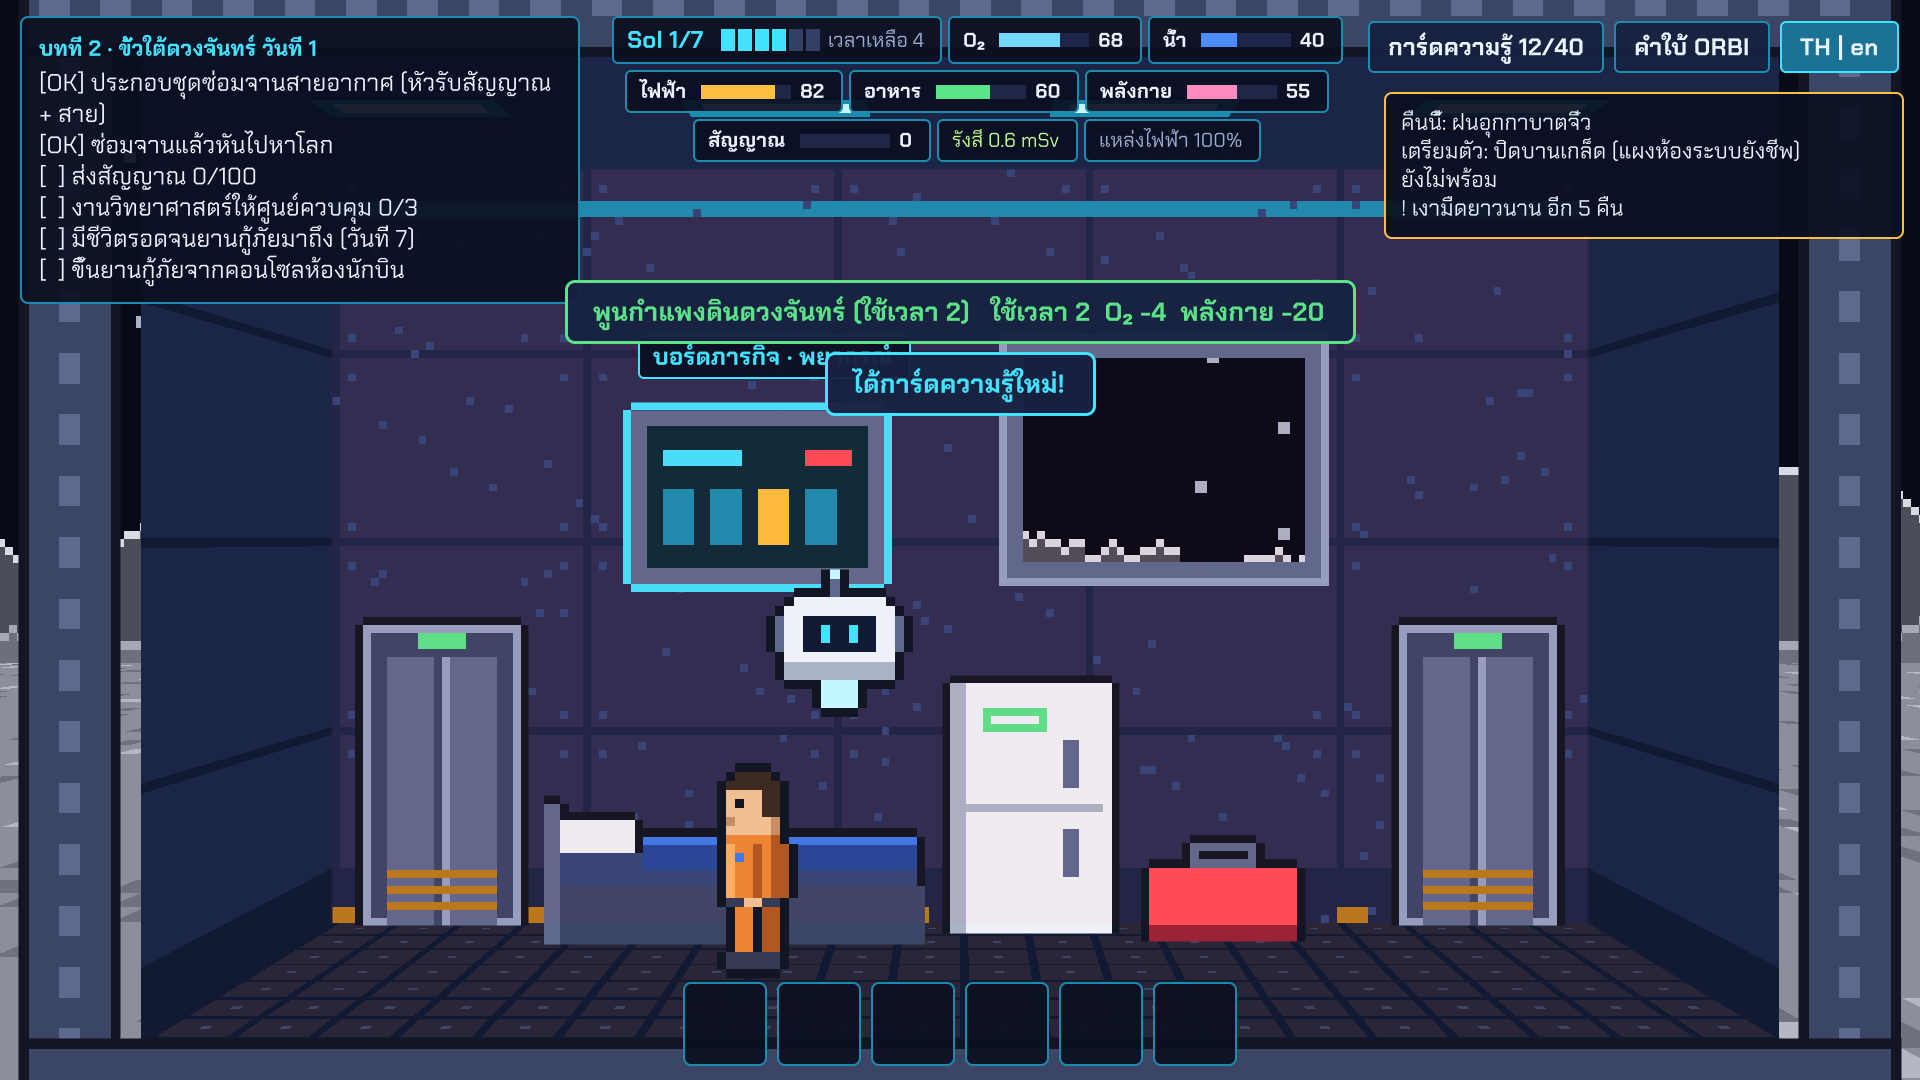 บทที่ 2 · ขั้วใต้ดวงจันทร์ วันที่ 1
[OK] ประกอบชุดซ่อมจานสายอากาศ (หัวรับสัญญาณ
+ สาย)
[OK] ซ่อมจานแล้วหันไปหาโลก
[ ] ส่งสัญญาณ 0/100
[ ] งานวิทยาศาสตร์ให้ศูนย์ควบคุม 0/3
[ ] มีชีวิตรอดจนยานกู้ภัยมาถึง (วันที่ 7)
[ ] ขึ้นยานกู้ภัยจากคอนโซลห้องนักบิน
Sol 1/7 เวลาเหลือ 4
O₂ 68
น้ำ 40
ไฟฟ้า 82
อาหาร 60
พลังกาย 55
สัญญาณ 0
รังสี 0.6 mSv
แหล่งไฟฟ้า 100%
การ์ดความรู้ 12/40
คำใบ้ ORBI
TH | en
คืนนี้: ฝนอุกกาบาตจิ๋ว
เตรียมตัว: ปิดบานเกล็ด (แผงห้องระบบยังชีพ)
ยังไม่พร้อม
! เงามืดยาวนาน อีก 5 คืน
พูนกำแพงดินดวงจันทร์ (ใช้เวลา 2) ใช้เวลา 2 O₂ -4 พลังกาย -20
บอร์ดภารกิจ ·
ได้การ์ดความรู้ใหม่!